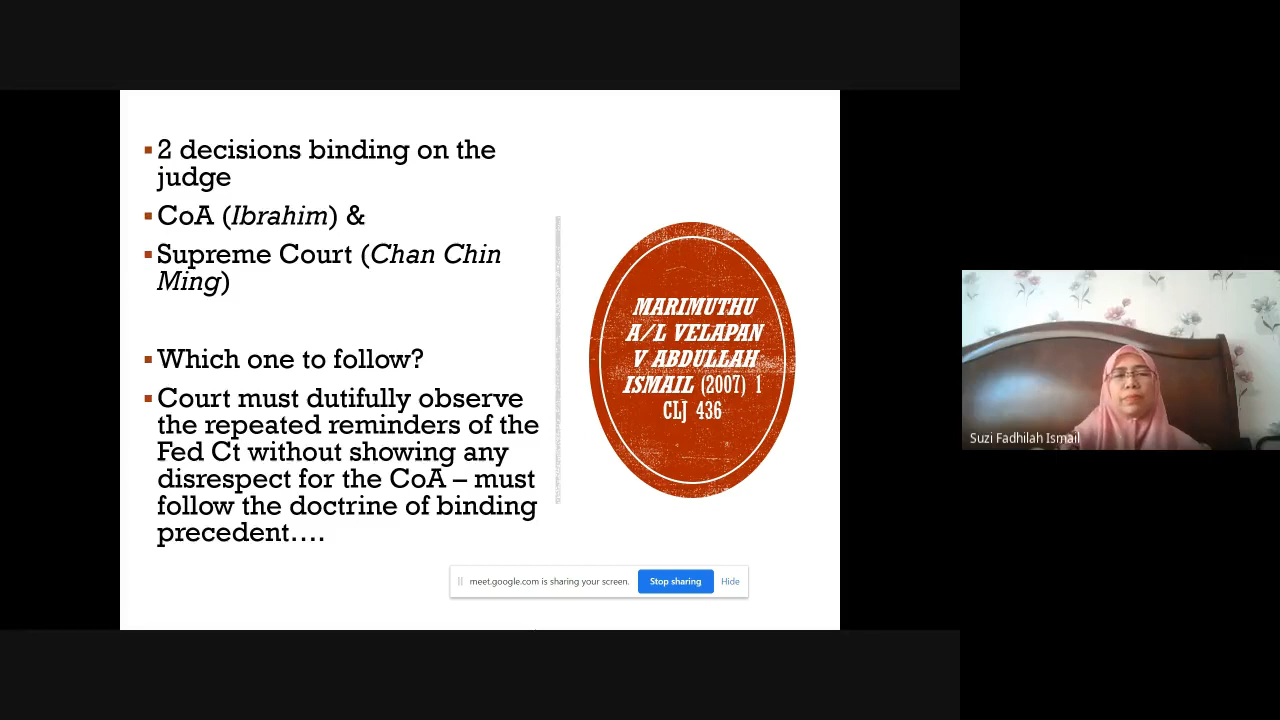 ▪2 decisions binding on the
judge
▪CoA (Ibrahim) &
▪Supreme Court (Chan Chin
Ming)
▪Which one to follow?
▪Court must dutifully observe
the repeated reminders of the
Fed Ct without showing any
disrespect for the CoA – must
follow the doctrine of binding
precedent….
MARIMUTHU
A/L VELAPAN
V ABDULLAH
ISMAIL (2007) 1
CLJ 436
meet.google.com is sharing your screen.
Stop sharing
Hide
Suzi Fadhilah Ismail